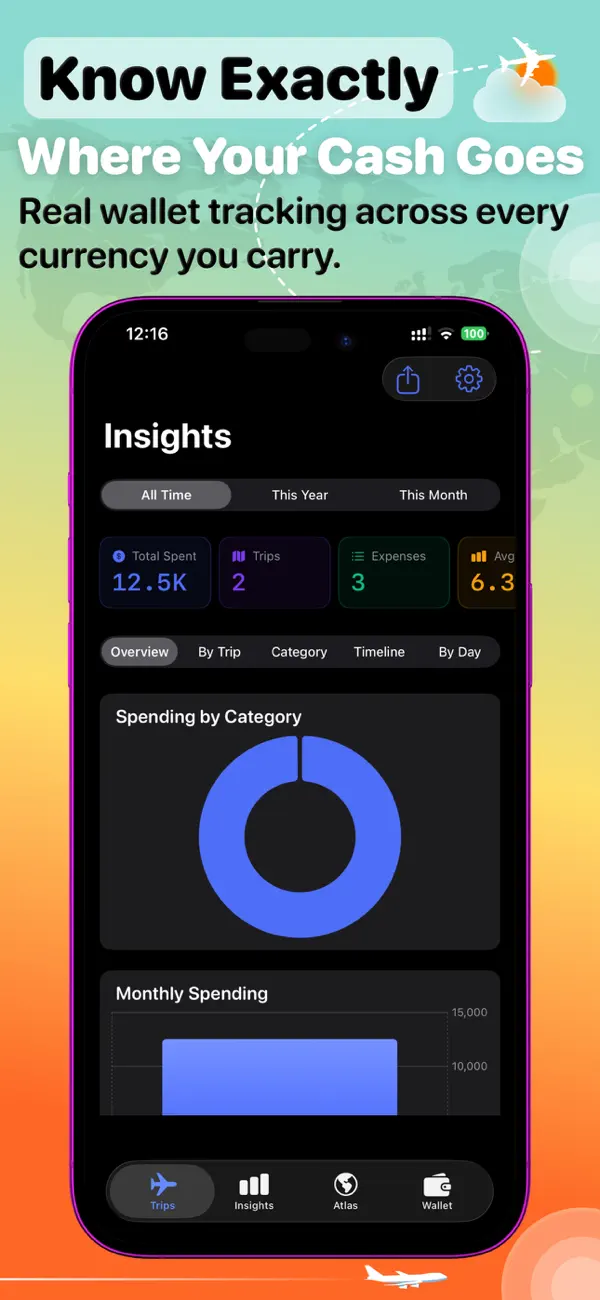 Know Exactly
Where Your Cash Goes
Real wallet tracking across every
currency you carry.
12:16
100
Insights
All Time This Year This Month
Total Spent Trips Expenses Avg
12.5K 2 3 6.3
Overview By Trip Category Timeline By Day
Spending by Category
Monthly Spending
15,000
10,000
Trips Insights Atlas Wallet